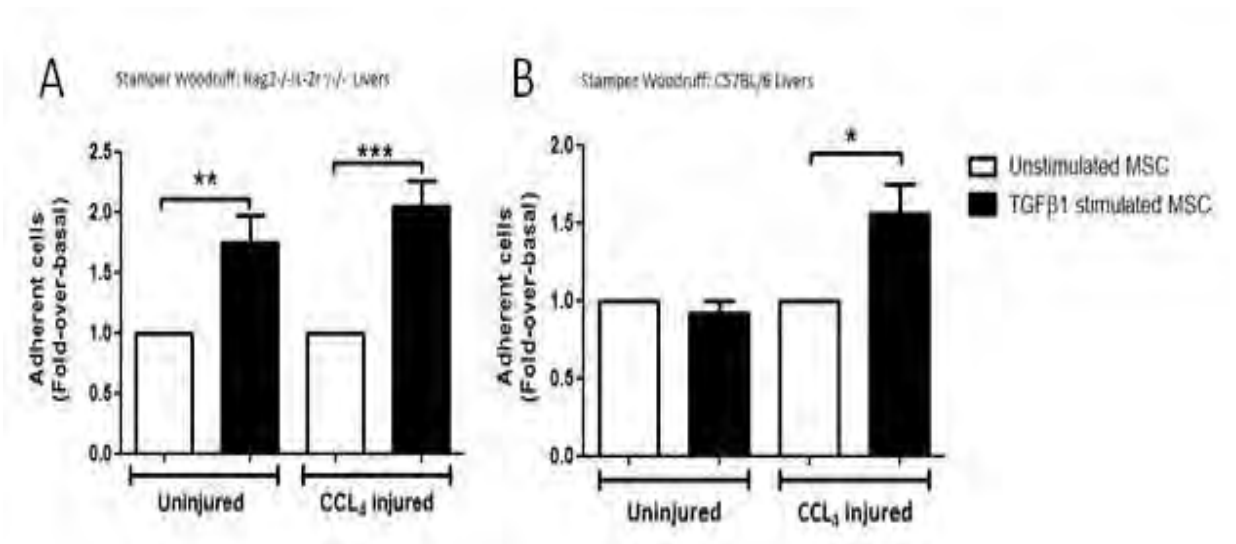 A
Stamper Woodruff: Rag2-/-IL-2rγ-/- Livers
***
**
2.5
2.0
1.5
1.0
0.5
0.0
Adherent cells
(Fold-over-basal)
Uninjured
CCL4 injured
B
Stamper Woodruff: C57BL/6 Livers
*
2.0
1.5
1.0
0.5
0.0
Adherent cells
(Fold-over-basal)
Uninjured
CCL4 injured
Unstimulated MSC
TGFβ1 stimulated MSC